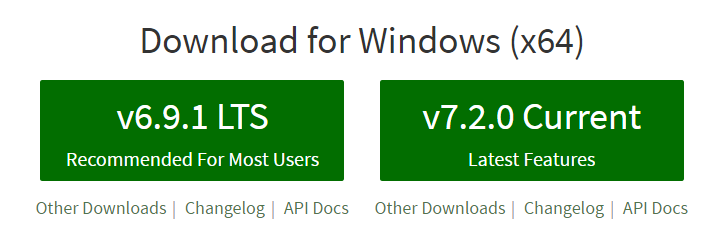 Download for Windows (x64)
v6.9.1 LTS
Recommended For Most Users
v7.2.0 Current
Latest Features
Other Downloads | Changelog | API Docs
Other Downloads | Changelog | API Docs